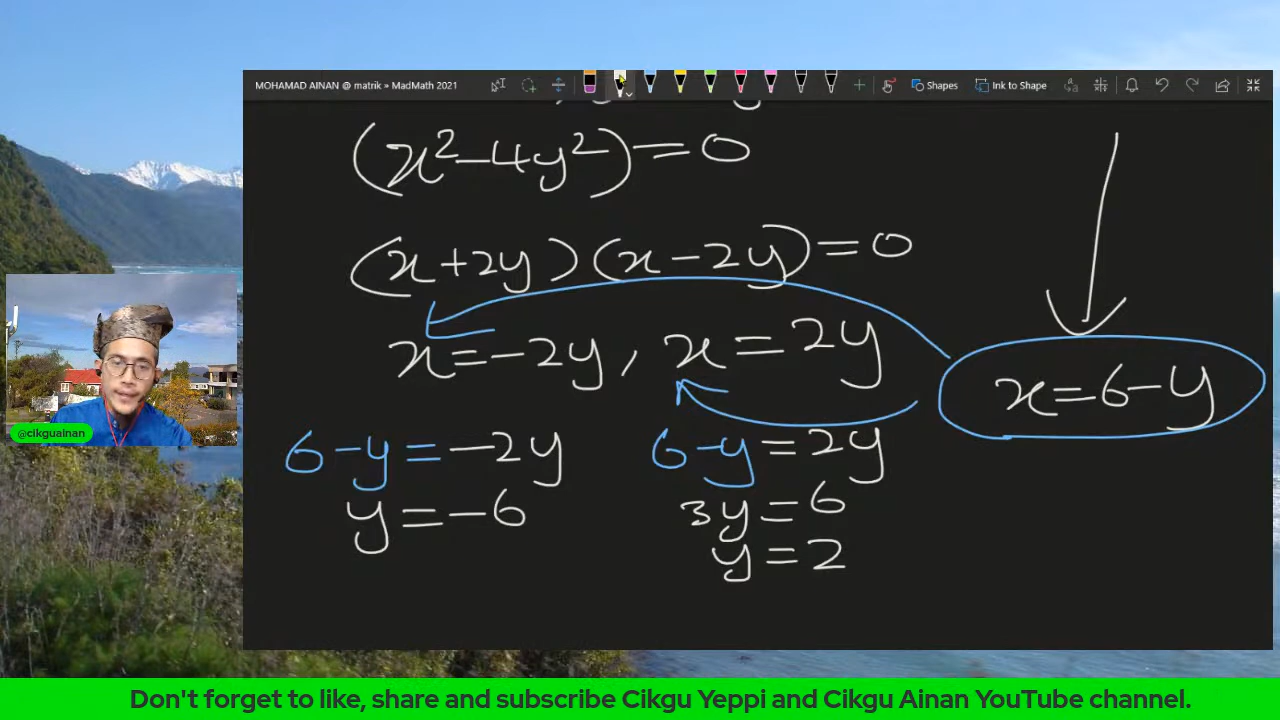 MOHAMAD AINAN @ matrik » MadMath 2021
Shapes
Ink to Shape
(x²-4y²)=0
(x+2y)(x-2y)=0
x=-2y, x=2y
x=6-y
6-y=-2y
6-y=2y
y=-6
3y=6
y=2
@cikguainan
Don't forget to like, share and subscribe Cikgu Yeppi and Cikgu Ainan YouTube channel.